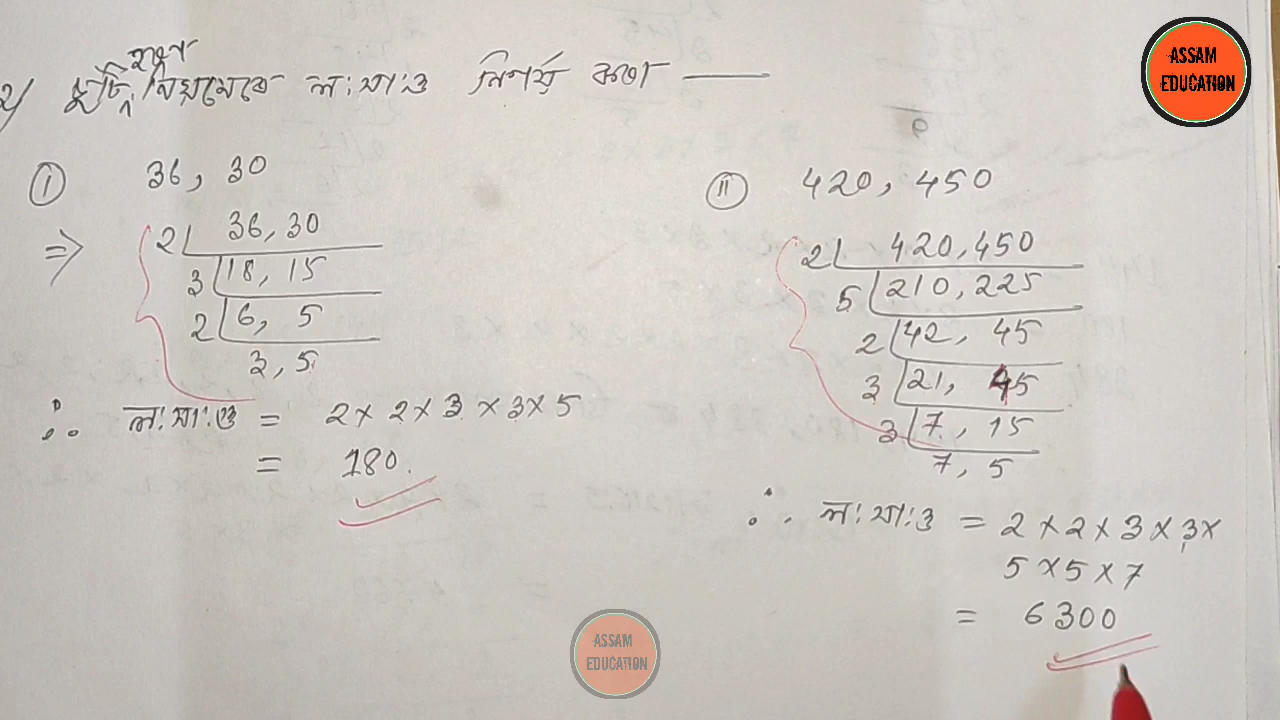 হৰণ
2) নিয়মেৰে ল:সা:গু নিৰ্ণয় কৰা —
ASSAM
EDUCATION
(i) 36, 30
=> 2 | 36, 30
3 | 18, 15
2 | 6, 5
3, 5
∴ ল:সা:গু = 2 × 2 × 3 × 3 × 5
= 180.
(ii) 420, 450
2 | 420, 450
5 | 210, 225
2 | 42, 45
3 | 21, 45
3 | 7, 15
7, 5
∴ ল:সা:গু = 2 × 2 × 3 × 3 ×
5 × 5 × 7
= 6300
ASSAM
EDUCATION